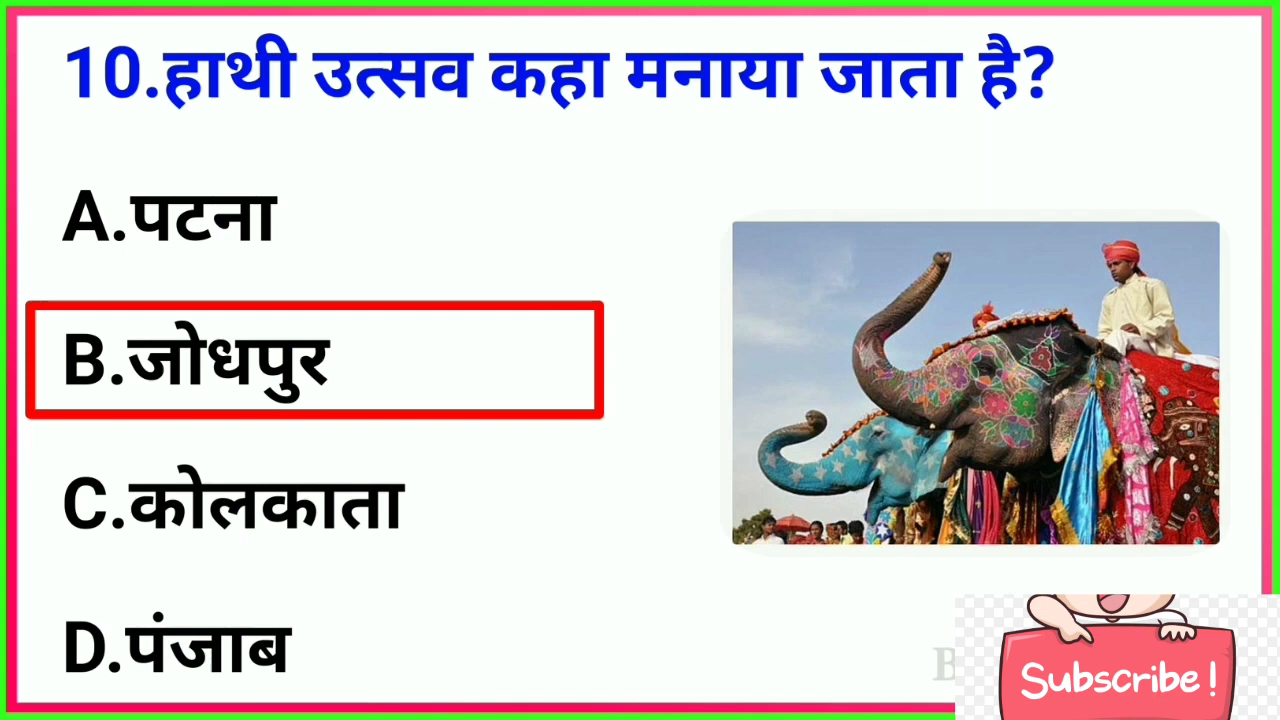 10.हाथी उत्सव कहा मनाया जाता है?
A.पटना
B.जोधपुर
C.कोलकाता
D.पंजाब
B
Subscribe!